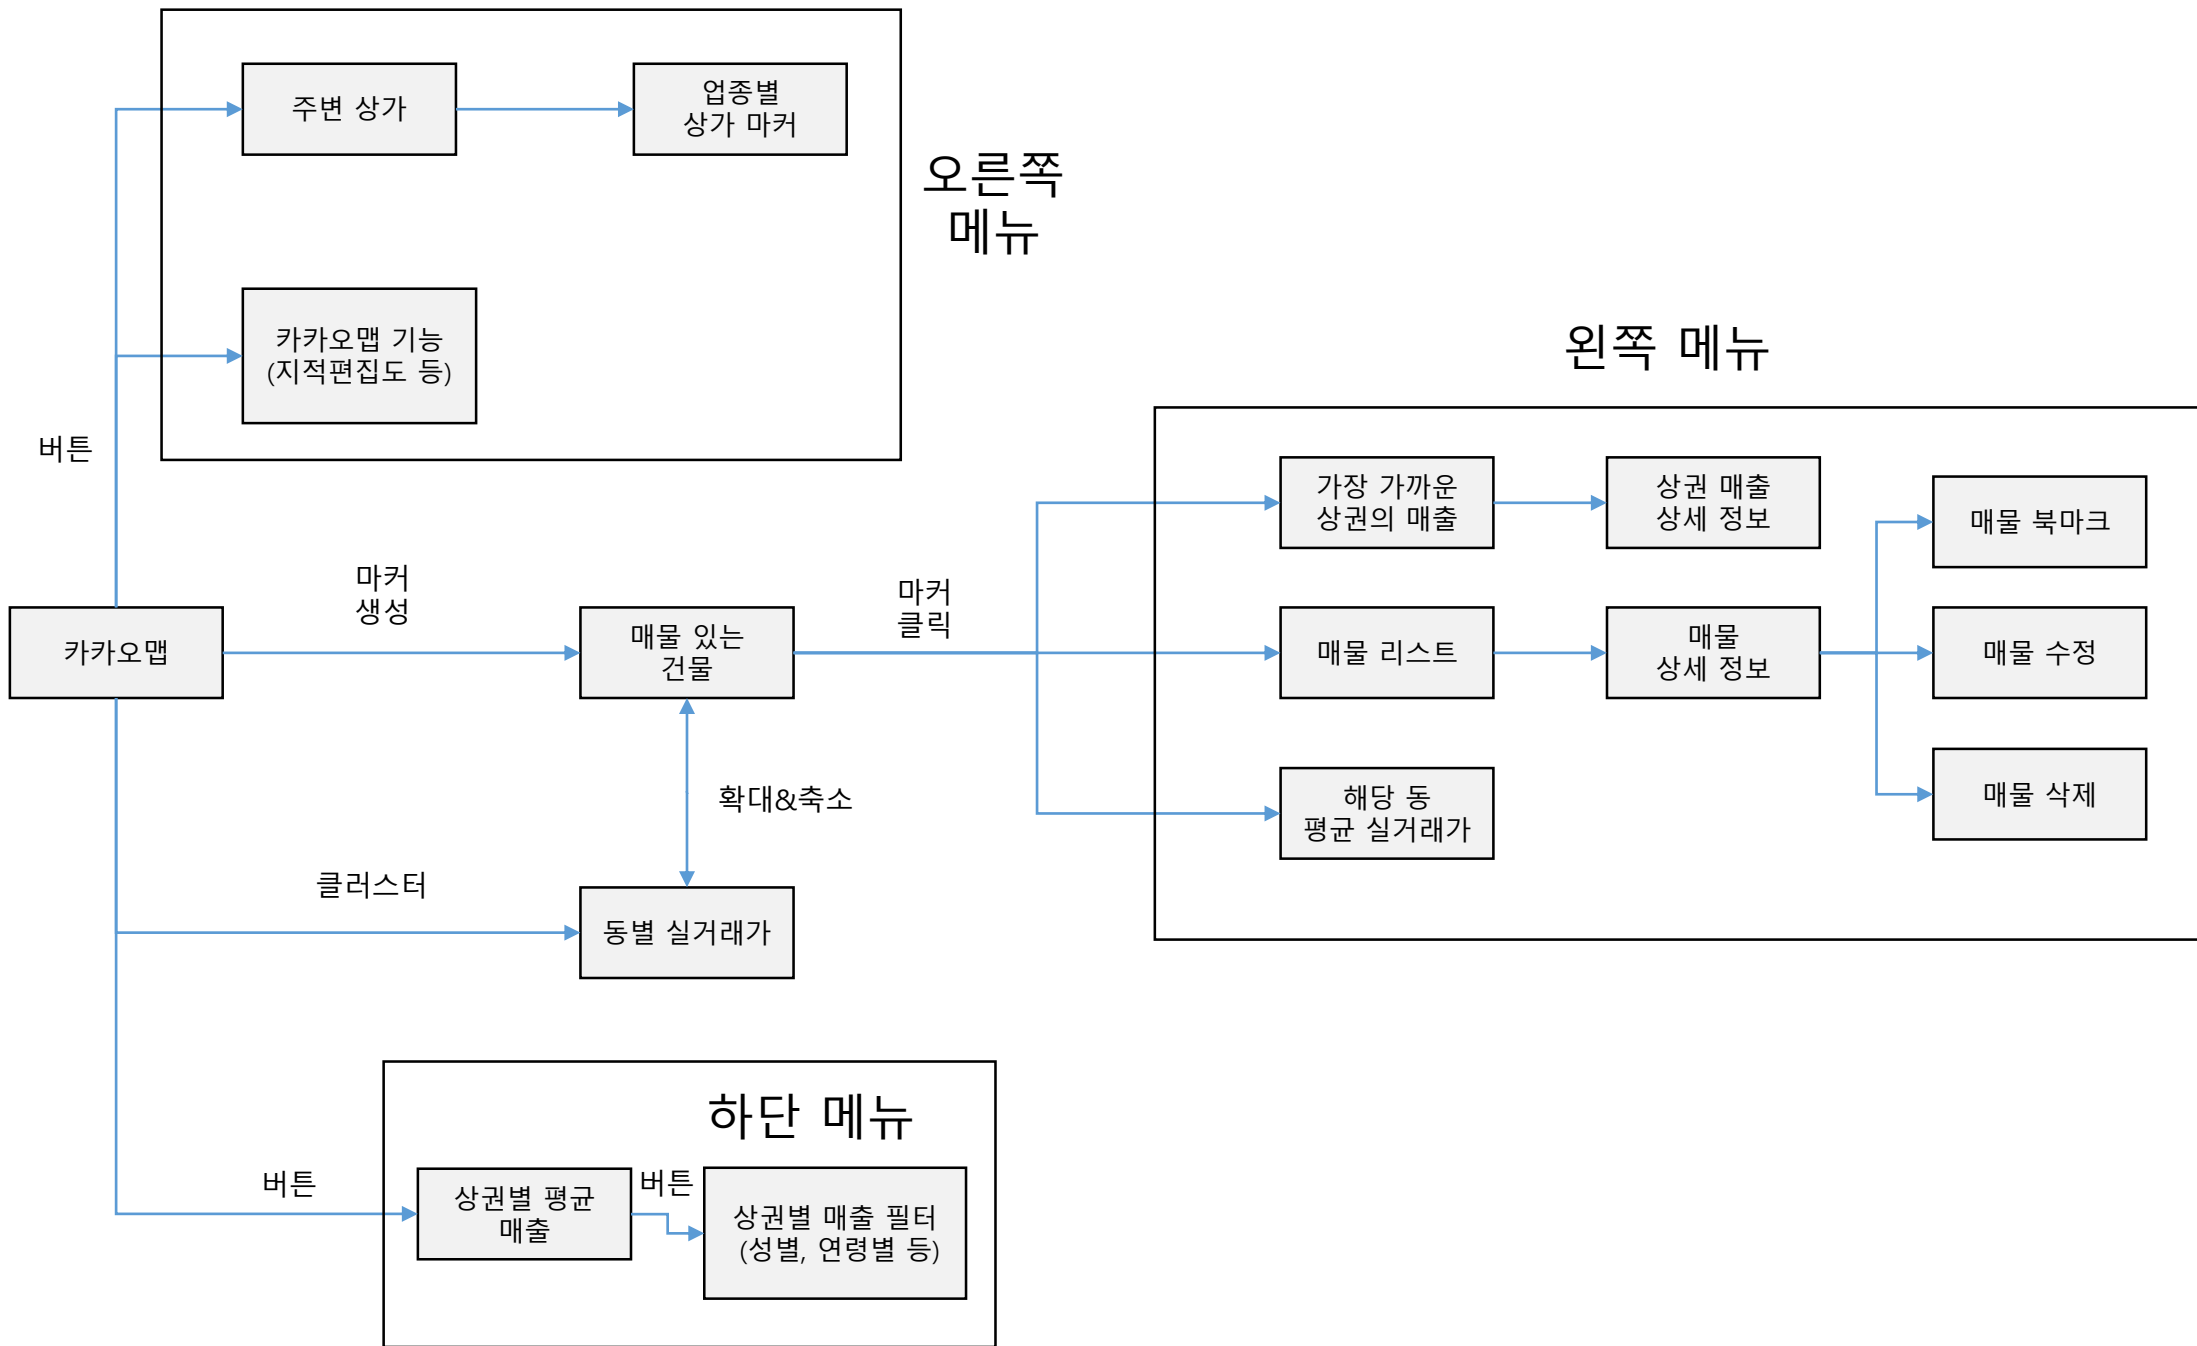 주변 상가
업종별
상가 마커
오른쪽
메뉴
카카오맵 기능
(지적편집도 등)
버튼
왼쪽 메뉴
가장 가까운
상권의 매출
상권 매출
상세 정보
매물 북마크
카카오맵
마커
생성
매물 있는
건물
마커
클릭
매물 리스트
매물
상세 정보
매물 수정
확대&축소
해당 동
평균 실거래가
매물 삭제
클러스터
동별 실거래가
하단 메뉴
버튼
상권별 평균
매출
버튼
상권별 매출 필터
(성별, 연령별 등)